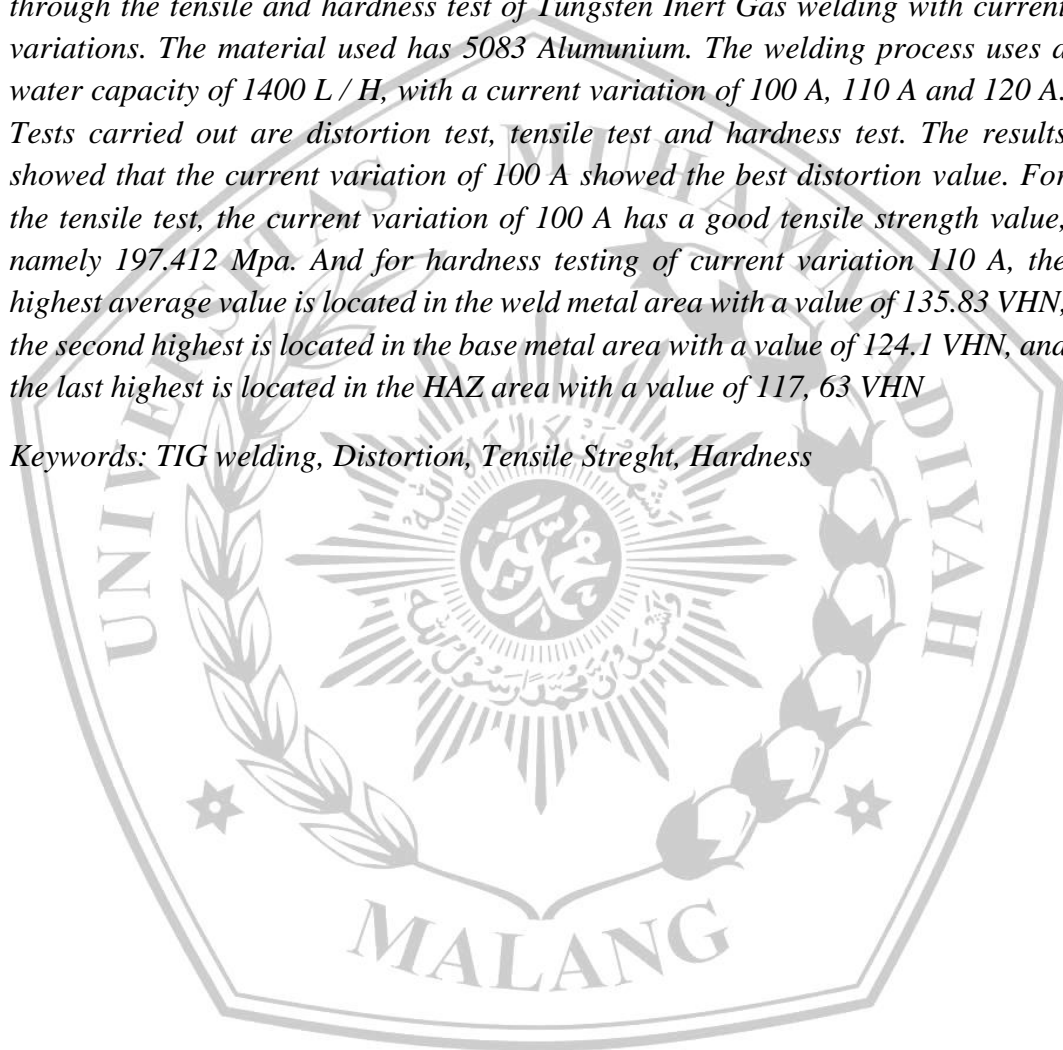 through the tensile and hardness test of Tungsten Inert Gas welding with current
variations. The material used has 5083 Alumunium. The welding process uses a
water capacity of 1400 L / H, with a current variation of 100 A, 110 A and 120 A.
Tests carried out are distortion test, tensile test and hardness test. The results
showed that the current variation of 100 A showed the best distortion value. For
the tensile test, the current variation of 100 A has a good tensile strength value,
namely 197.412 Mpa. And for hardness testing of current variation 110 A, the
highest average value is located in the weld metal area with a value of 135.83 VHN,
the second highest is located in the base metal area with a value of 124.1 VHN, and
the last highest is located in the HAZ area with a value of 117, 63 VHN
Keywords: TIG welding, Distortion, Tensile Streght, Hardness
UNIVERSITAS MUHAMMADIYAH
MALANG